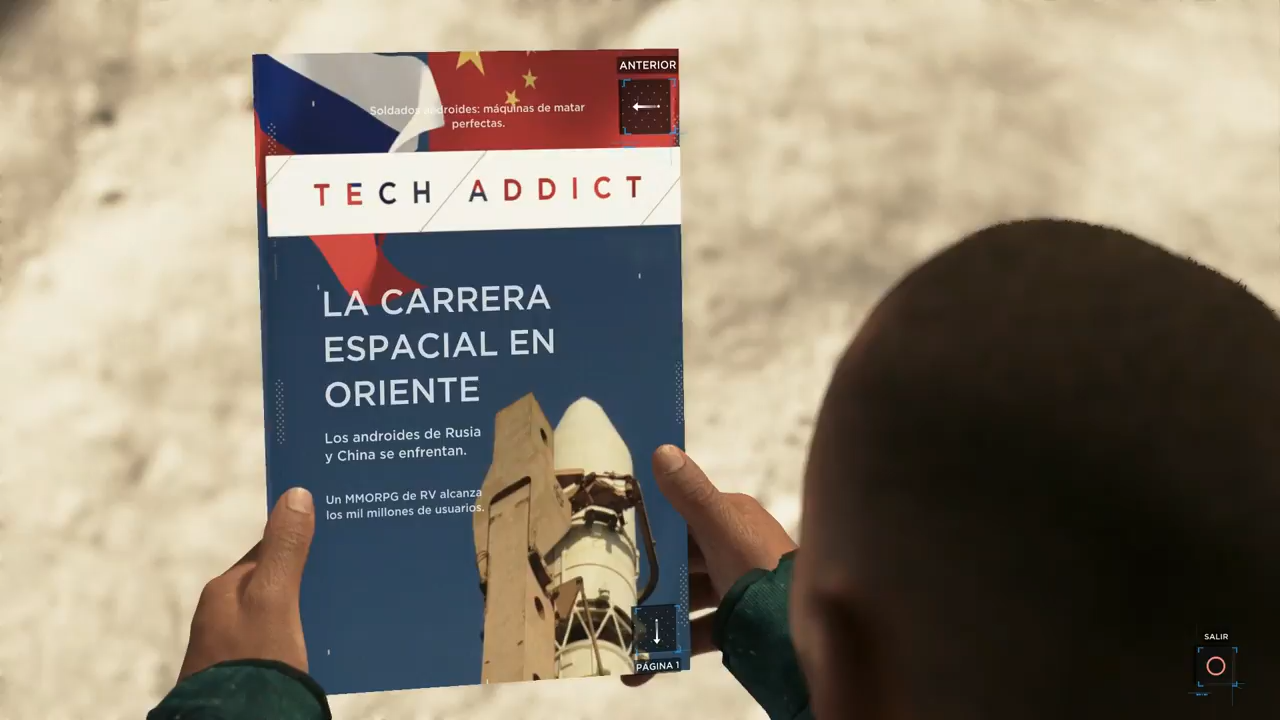 ANTERIOR
Soldados androides: máquinas de matar
perfectas.
TECH ADDICT
LA CARRERA
ESPACIAL EN
ORIENTE
Los androides de Rusia
y China se enfrentan.
Un MMORPG de RV alcanza
los mil millones de usuarios.
SALIR
PÁGINA 1